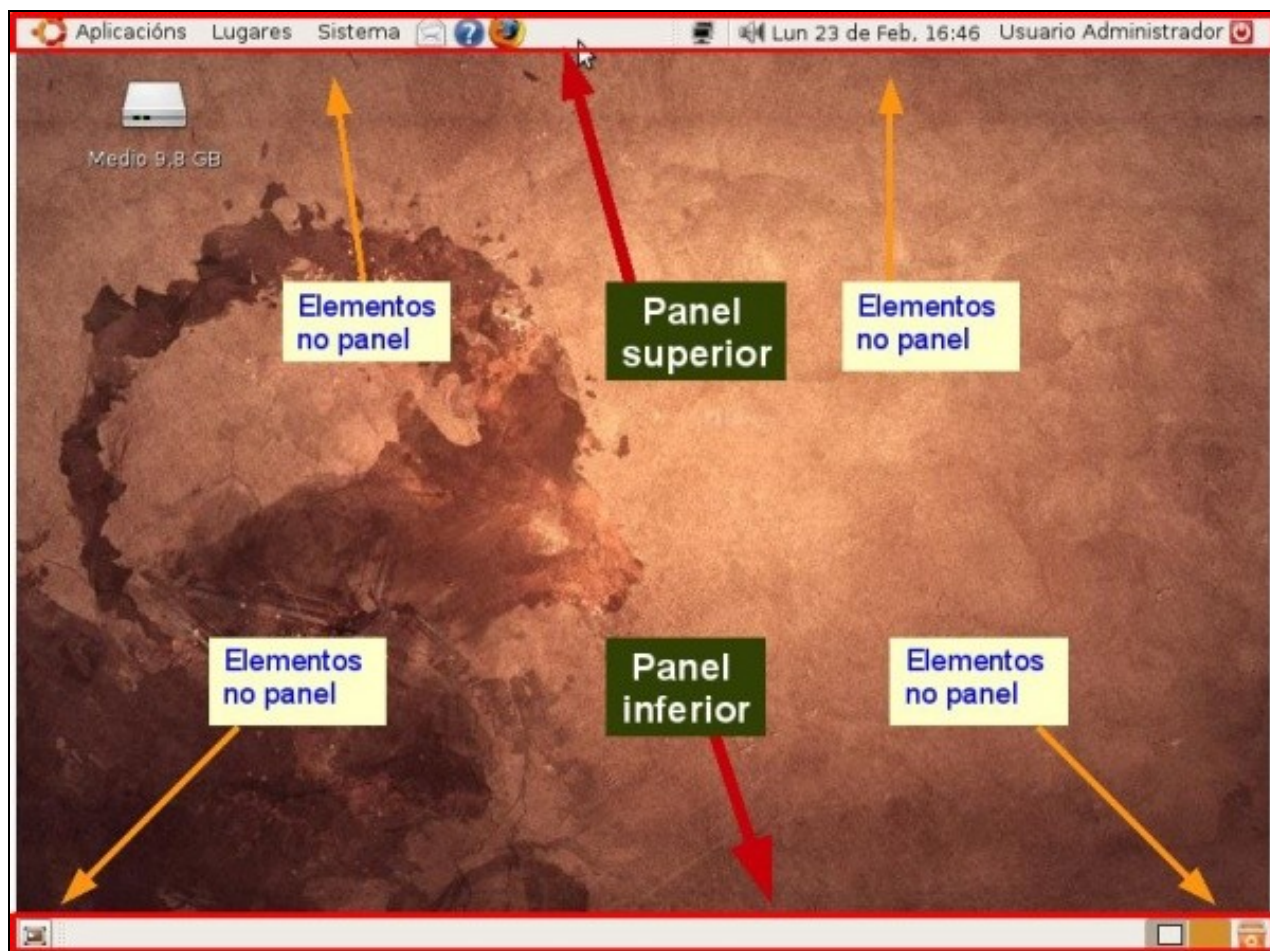 Aplicacións Lugares Sistema Lun 23 de Feb, 16:46 Usuario Administrador
Medio 9,8 GB
Elementos
no panel
Panel
superior
Elementos
no panel
Elementos
no panel
Panel
inferior
Elementos
no panel